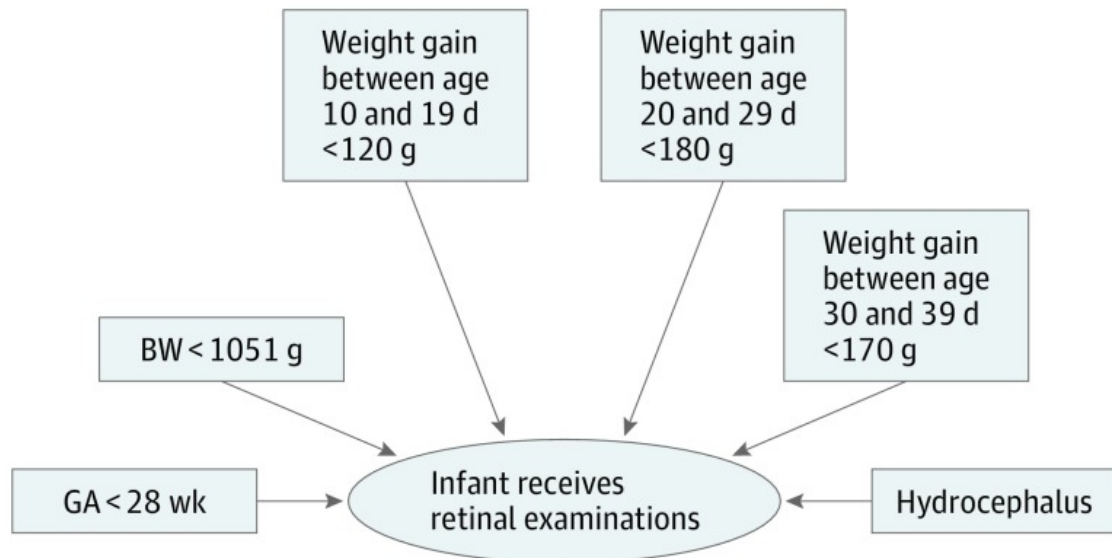 Weight gain
between age
10 and 19 d
<120 g
Weight gain
between age
20 and 29 d
<180 g
Weight gain
between age
30 and 39 d
<170 g
BW < 1051 g
GA < 28 wk
Infant receives
retinal examinations
Hydrocephalus